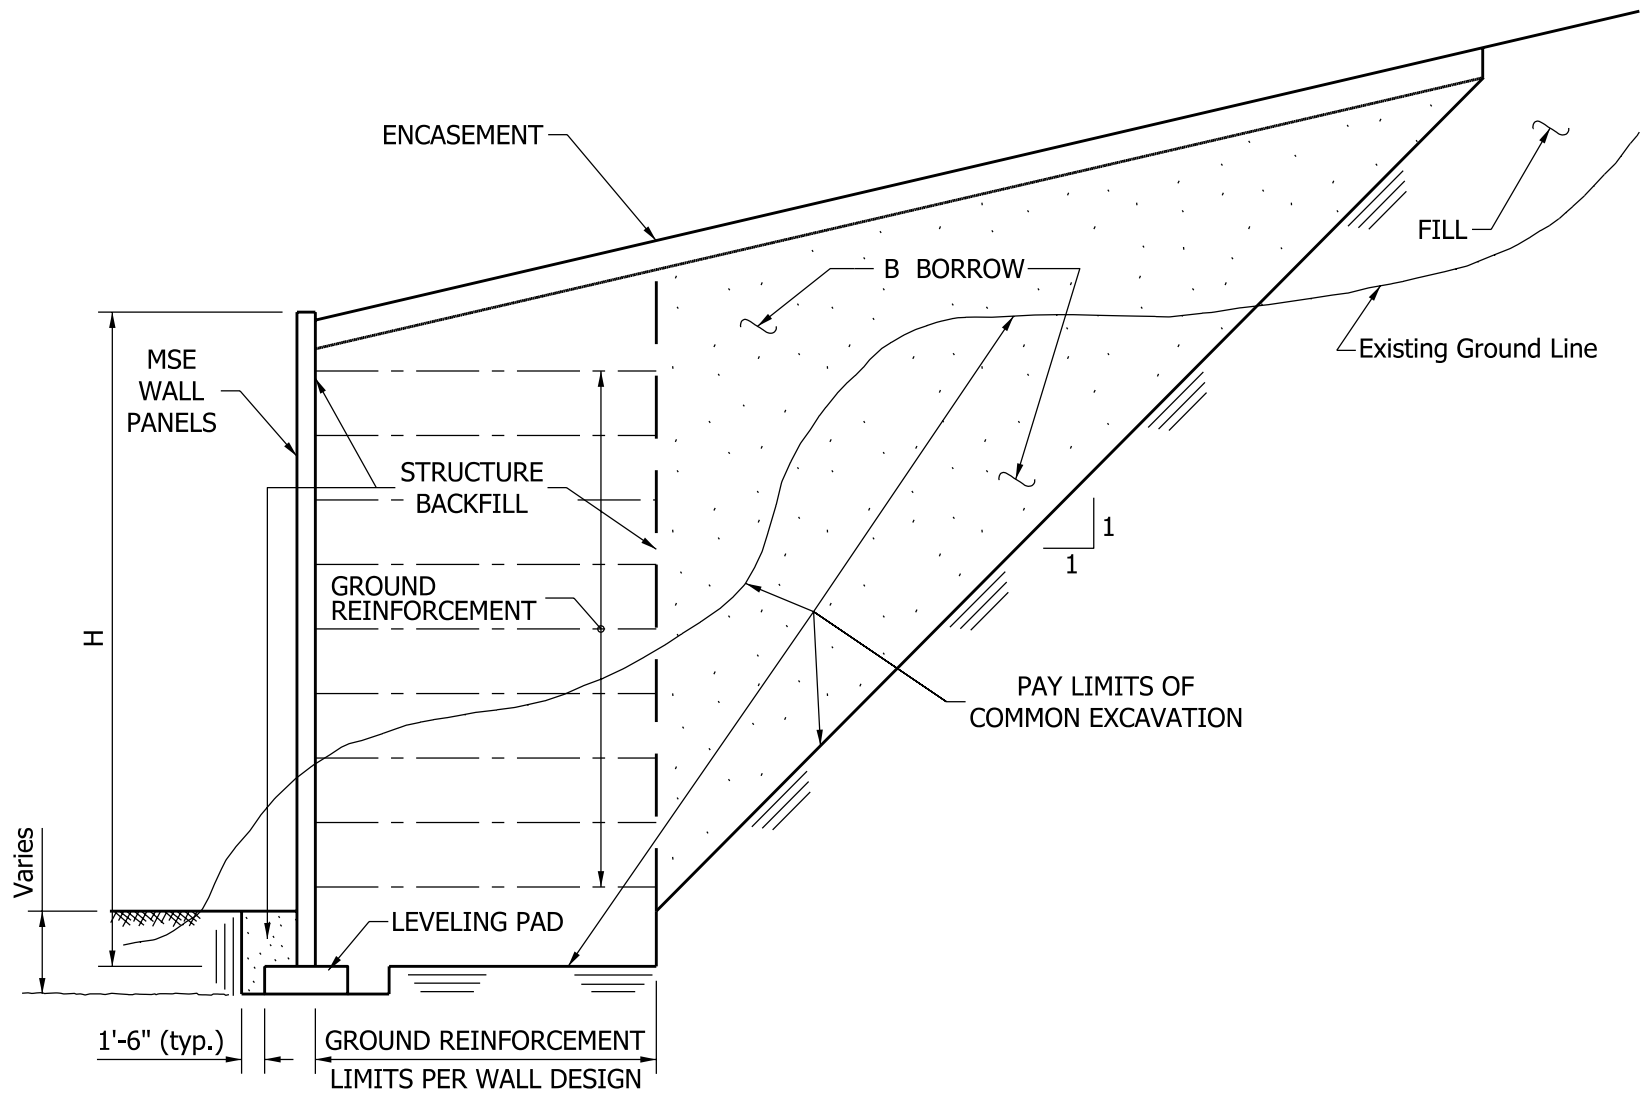 ENCASEMENT
FILL
B BORROW
Existing Ground Line
MSE
WALL
PANELS
STRUCTURE
BACKFILL
1
1
GROUND
REINFORCEMENT
H
PAY LIMITS OF
COMMON EXCAVATION
Varies
LEVELING PAD
1'-6" (typ.)
GROUND REINFORCEMENT
LIMITS PER WALL DESIGN